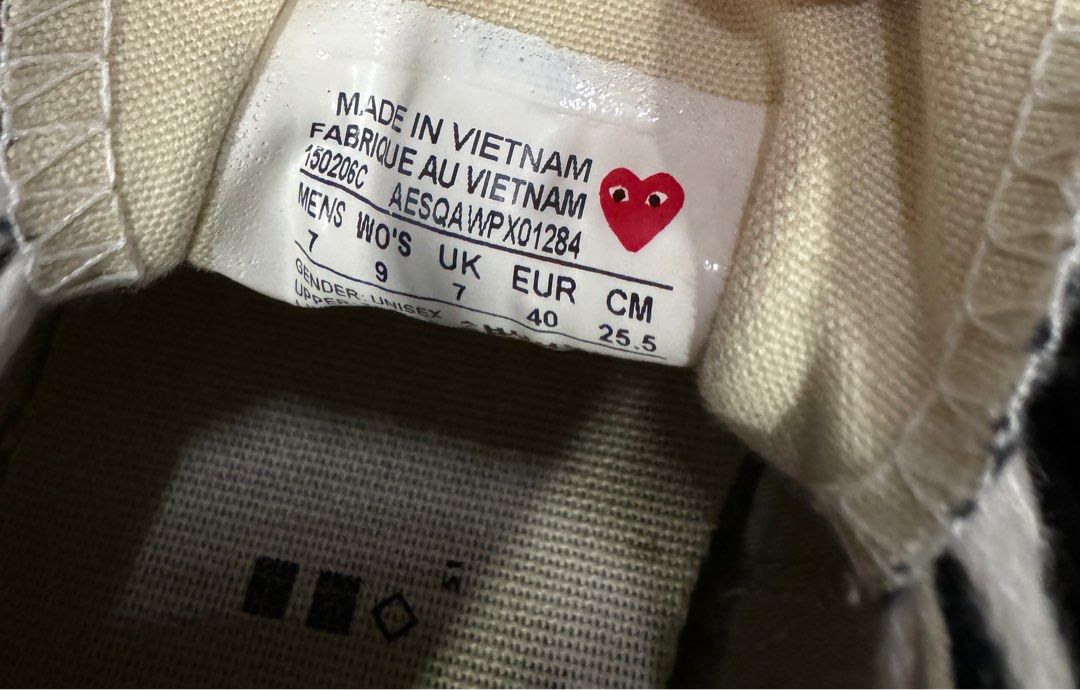 MADE IN VIETNAM
FABRIQUE AU VIETNAM
150206C AESQAWPX01284
MENS WO'S UK EUR CM
7 9 7 40 25.5
GENDER: UNISEX
UPPER: